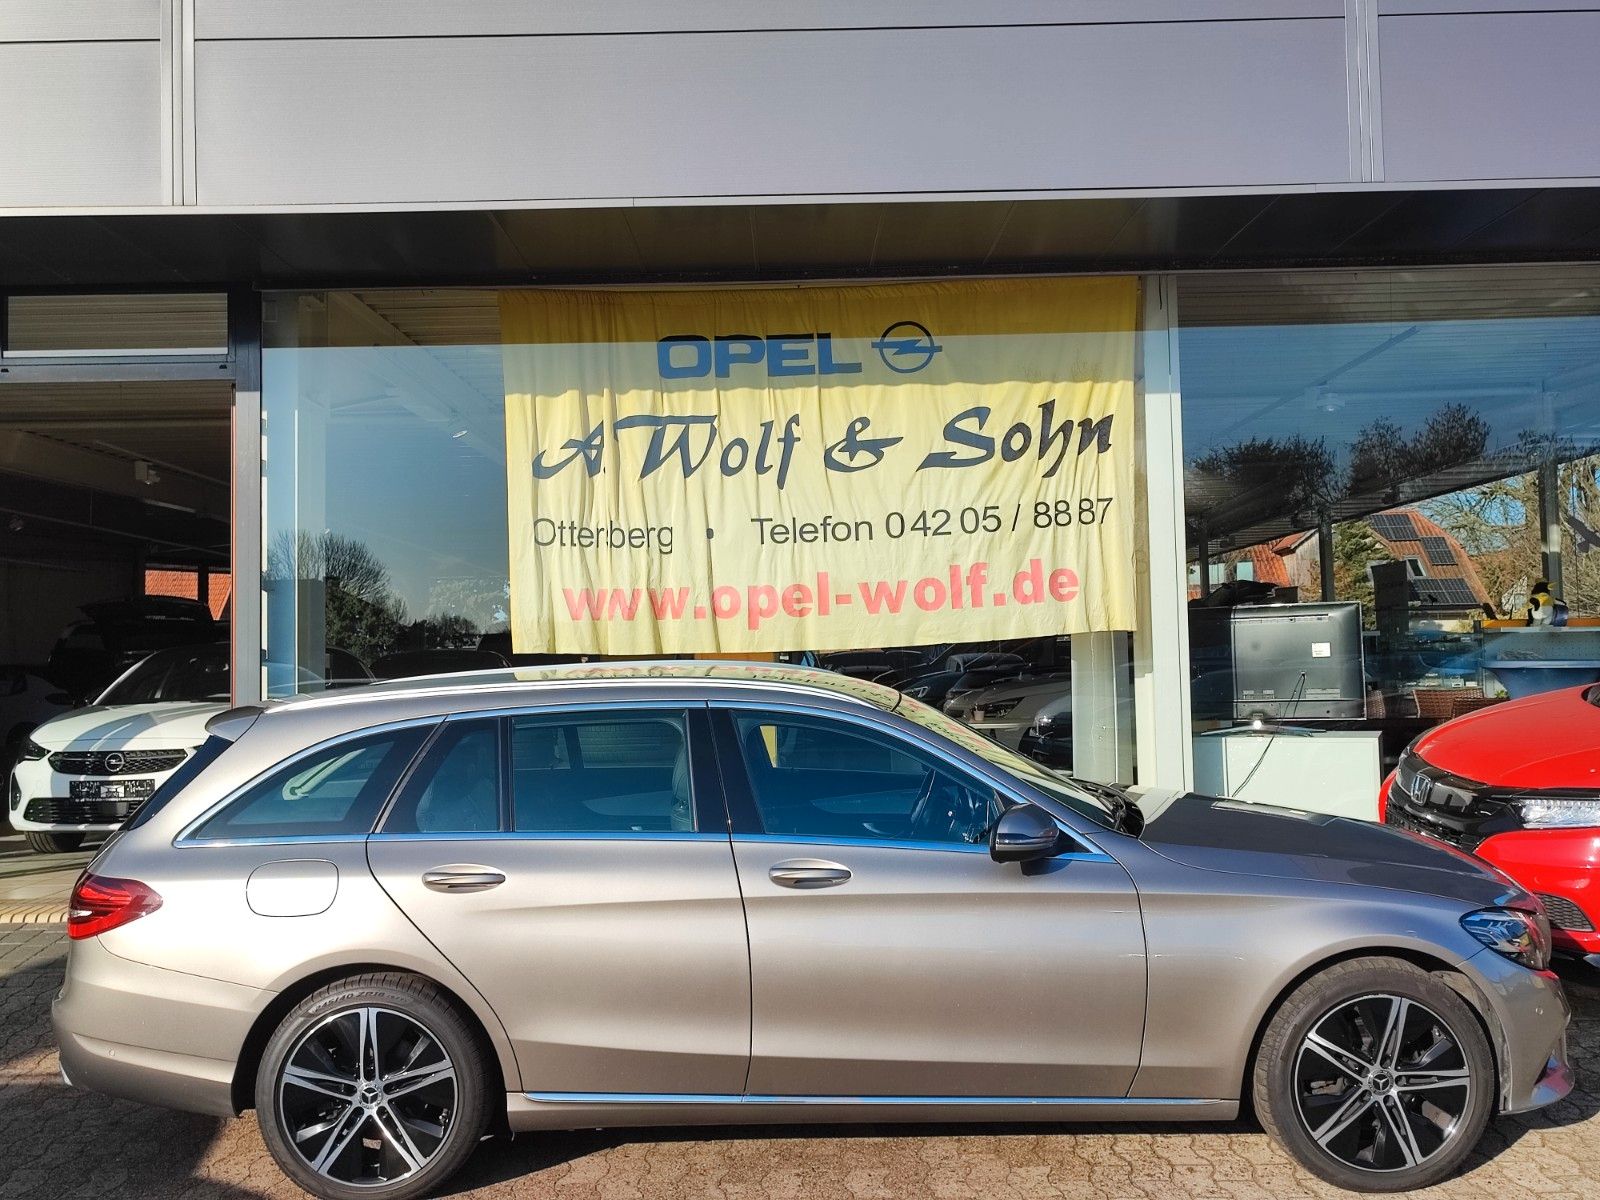 OPEL
A. Wolf & Sohn
Otterberg • Telefon 0 42 05 / 88 87
www.opel-wolf.de